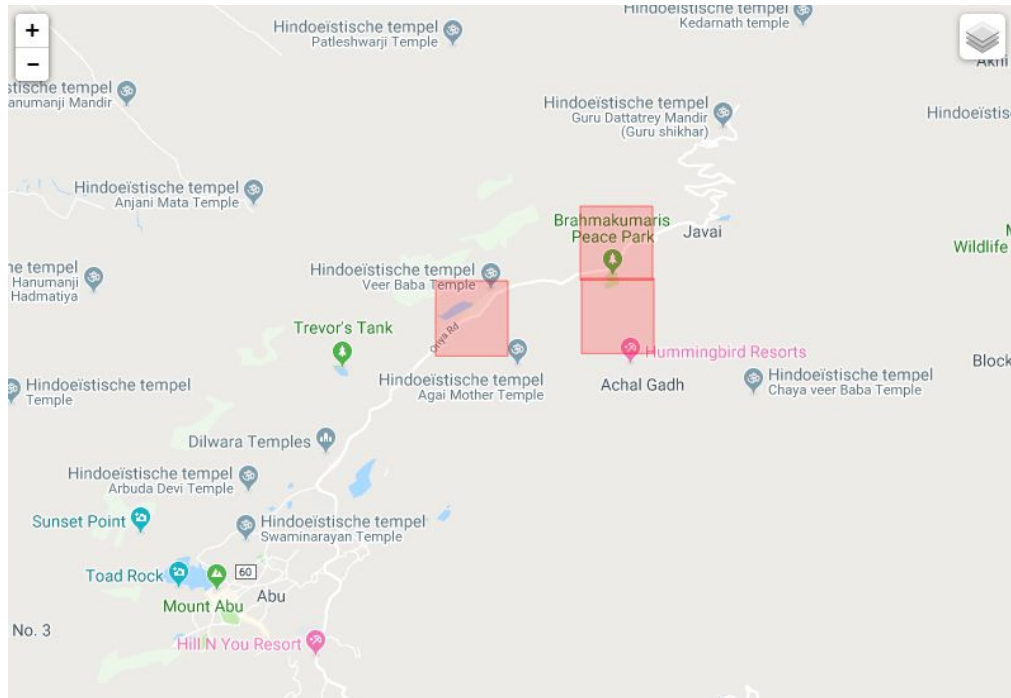 +
−
Hindoeïstische tempel
Patleshwarji Temple
Hindoeïstische tempel
Kedarnath temple
Akhi
stische tempel
anumanji Mandir
Hindoeïstische tempel
Guru Dattatrey Mandir
(Guru shikhar)
Hindoeïstis
Hindoeïstische tempel
Anjani Mata Temple
Brahmakumaris
Peace Park
Javai
M
Wildlife
he tempel
Hanumanji
Hadmatiya
Hindoeïstische tempel
Veer Baba Temple
Trevor's Tank
Oriya Rd
Hummingbird Resorts
Block
Hindoeïstische tempel
Temple
Hindoeïstische tempel
Agai Mother Temple
Achal Gadh
Hindoeïstische tempel
Chaya veer Baba Temple
Dilwara Temples
Hindoeïstische tempel
Arbuda Devi Temple
Sunset Point
Hindoeïstische tempel
Swaminarayan Temple
Toad Rock
60
Mount Abu
Abu
No. 3
Hill N You Resort